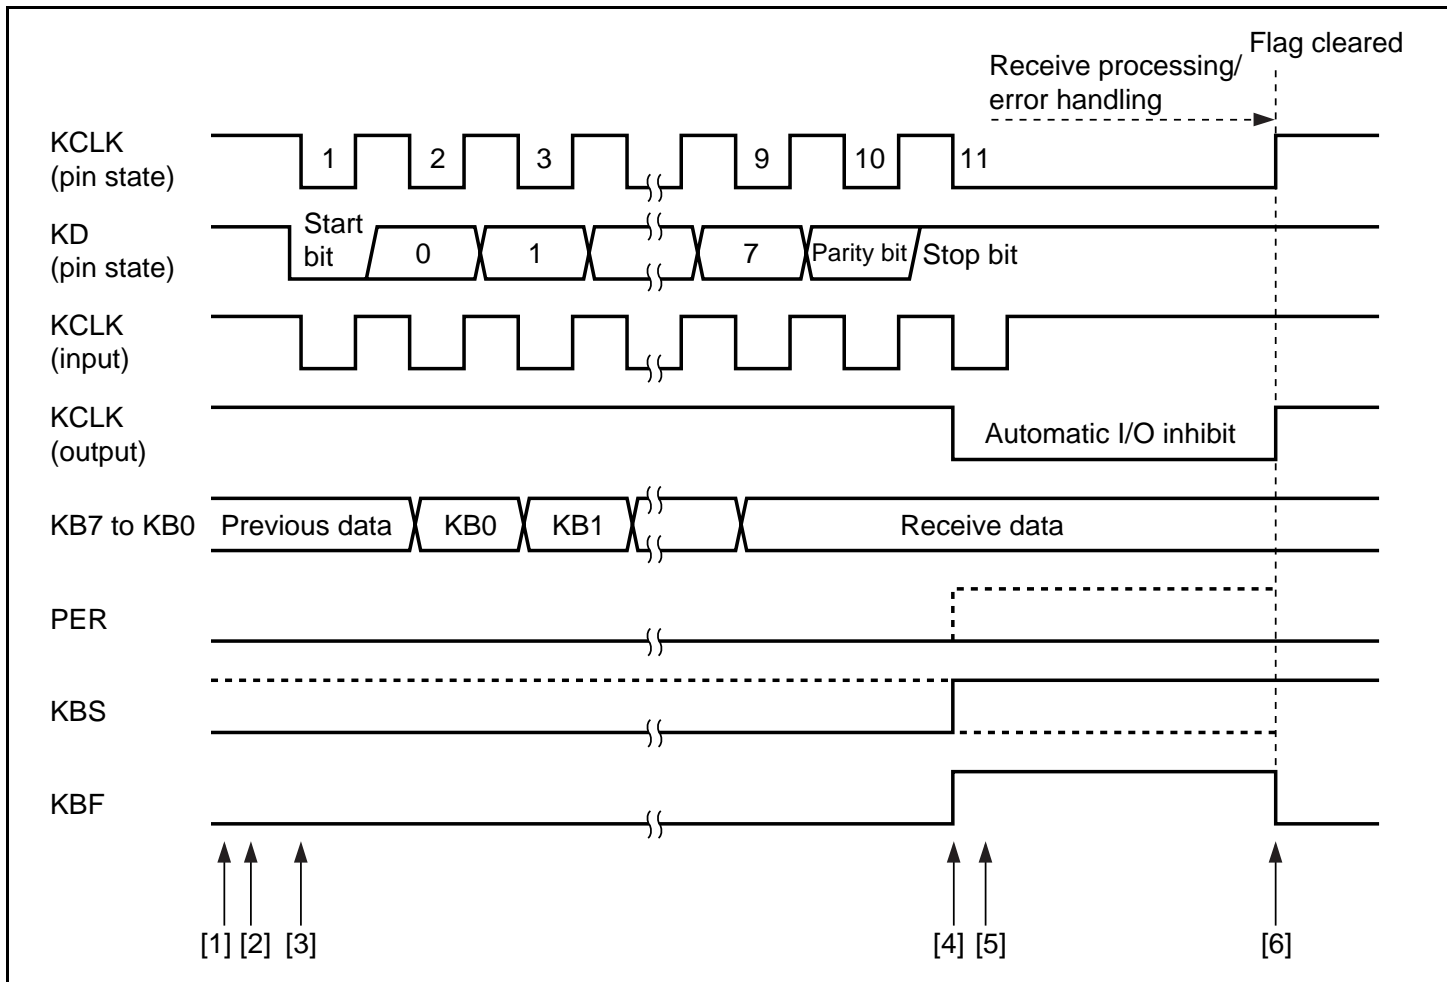 Flag cleared
Receive processing/
error handling
KCLK
(pin state)
1 2 3 9 10 11
KD
(pin state)
Start
bit
0 1 7 Parity bit Stop bit
KCLK
(input)
KCLK
(output)
Automatic I/O inhibit
KB7 to KB0 Previous data KB0 KB1 Receive data
PER
KBS
KBF
[1] [2] [3] [4] [5] [6]